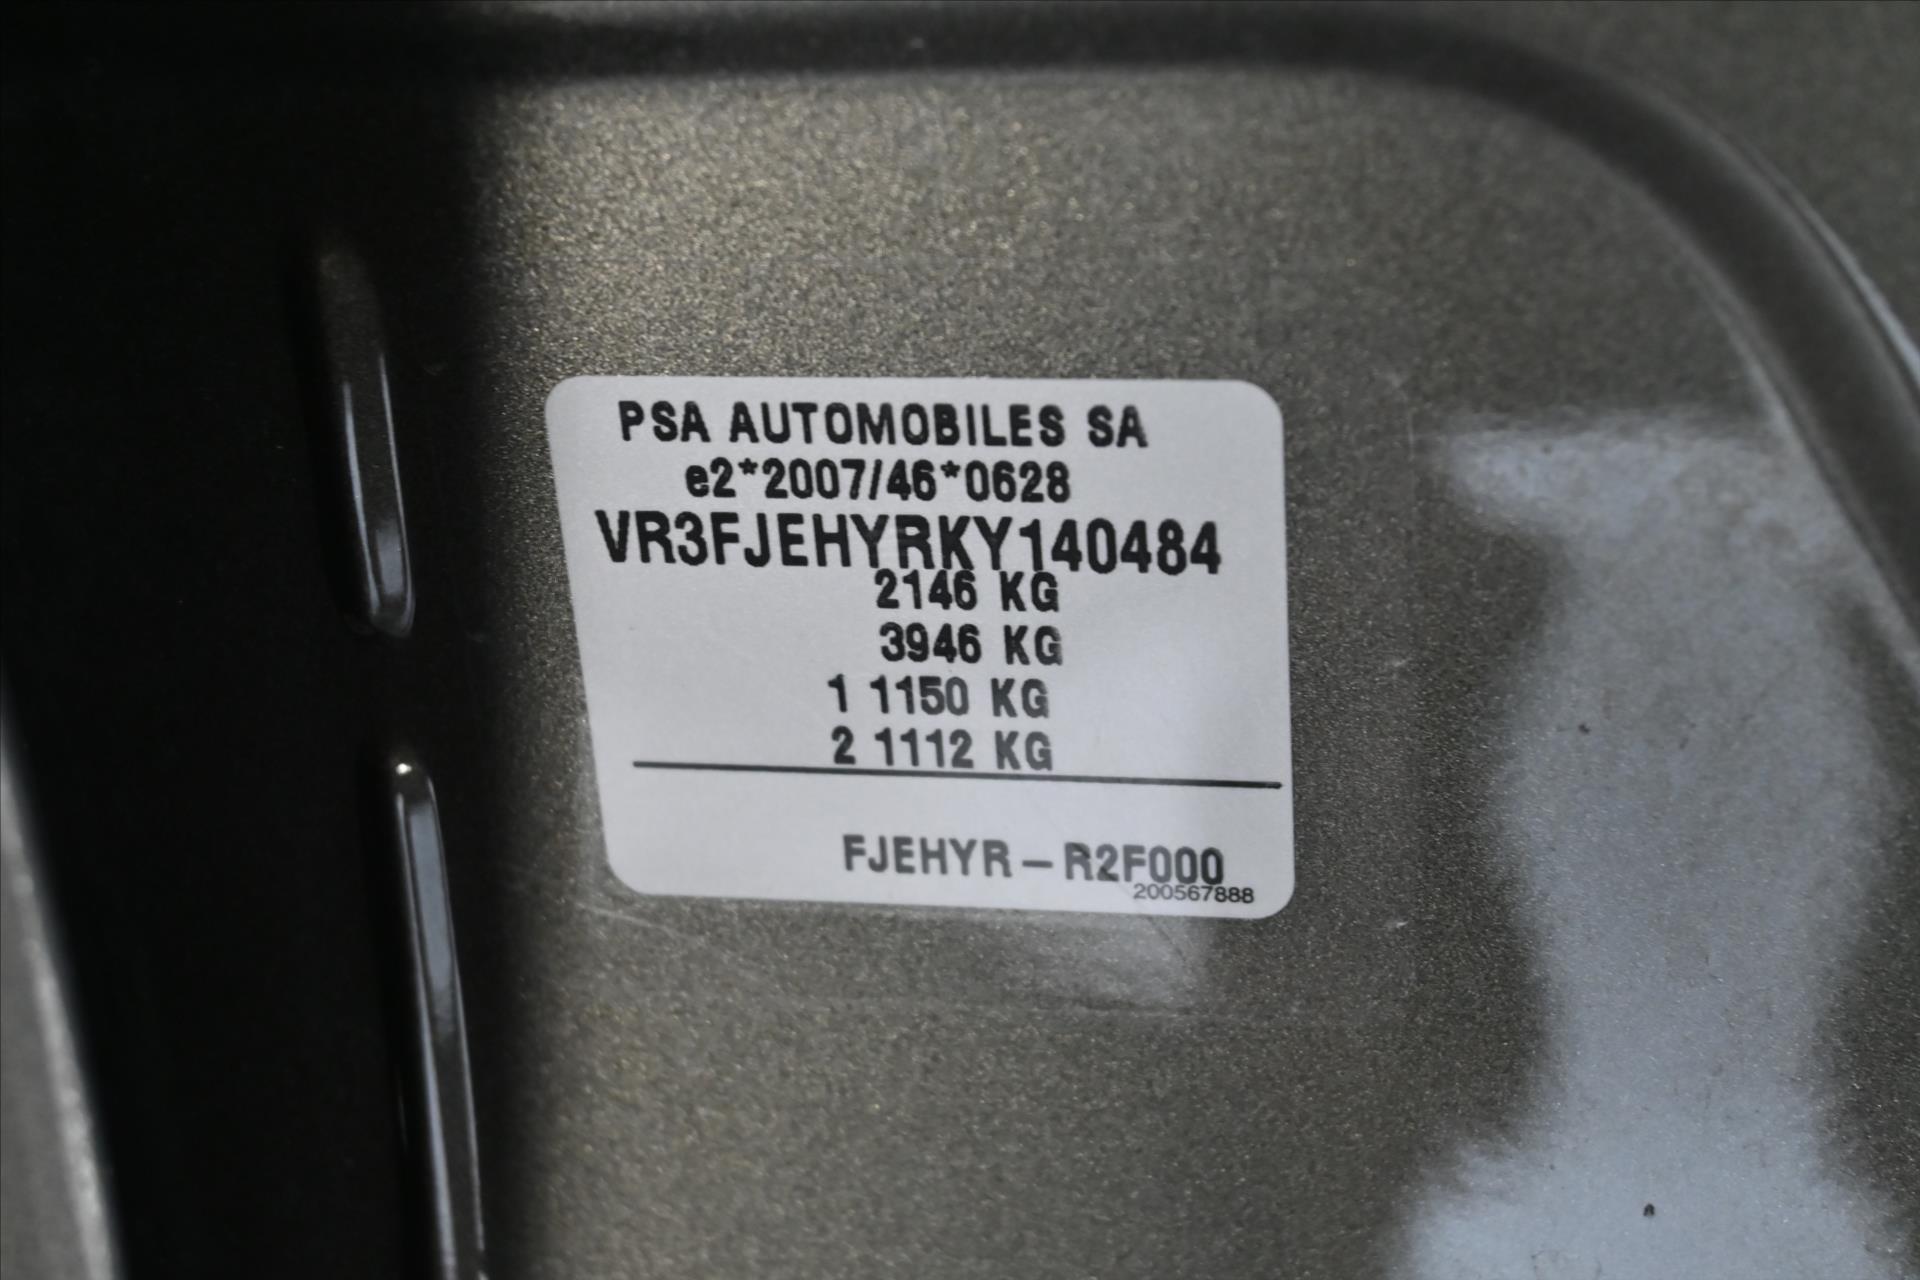 PSA AUTOMOBILES SA
e2*2007/46*0628
VR3FJEHYRKY140484
2146 KG
3946 KG
1 1150 KG
2 1112 KG
FJEHYR – R2F000
200567888